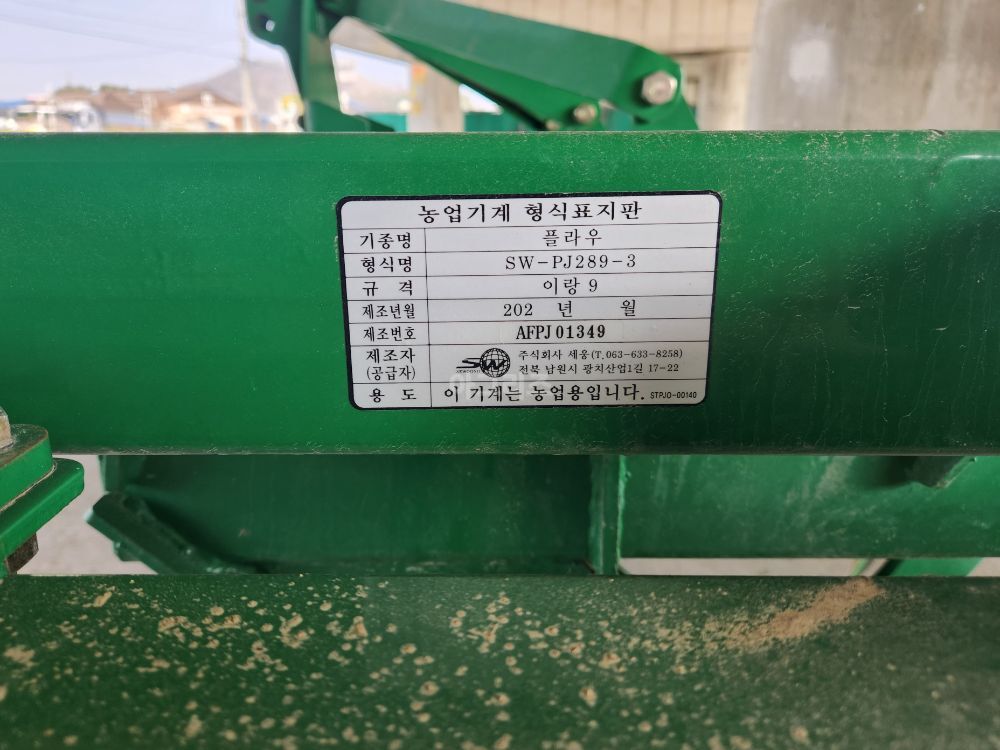 농업기계 형식표지판
기종명 플라우
형식명 SW-PJ289-3
규 격 이랑 9
제조년월 202 년 월
제조번호 AFPJ 01349
제조자 주식회사 세웅(T.063-633-8258)
(공급자) SW 전북 남원시 광치산업1길 17-22
용 도 이 기계는 농업용입니다. STPJ0-00140